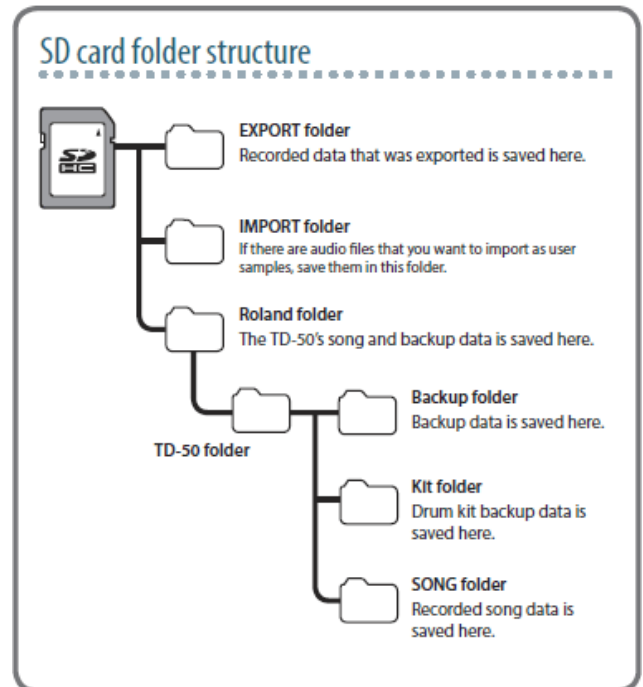 SD card folder structure
SD
HC
EXPORT folder
Recorded data that was exported is saved here.
IMPORT folder
If there are audio files that you want to import as user
samples, save them in this folder.
Roland folder
The TD-50’s song and backup data is saved here.
Backup folder
Backup data is saved here.
TD-50 folder
Kit folder
Drum kit backup data is
saved here.
SONG folder
Recorded song data is
saved here.